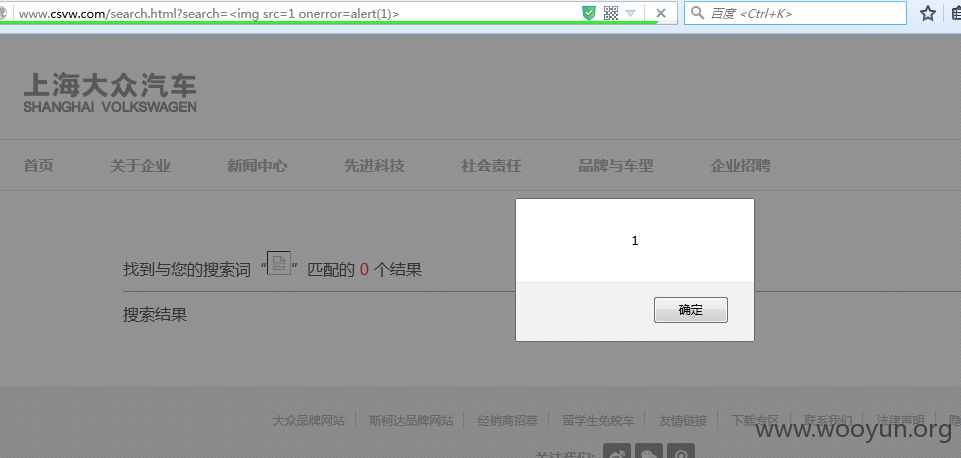 www.csvw.com/search.html?search=<img src=1 onerror=alert(1)>
百度 <Ctrl+K>
上海大众汽车
SHANGHAI VOLKSWAGEN
首页 关于企业 新闻中心 先进科技 社会责任 品牌与车型 企业招聘
1
确定
找到与您的搜索词 “ ” 匹配的 0 个结果
搜索结果
大众品牌网站 斯柯达品牌网站 经销商招募 留学生免税车 友情链接 下载专区 联系我们 法律声明 隐
www.wooyun.org
关注我们: